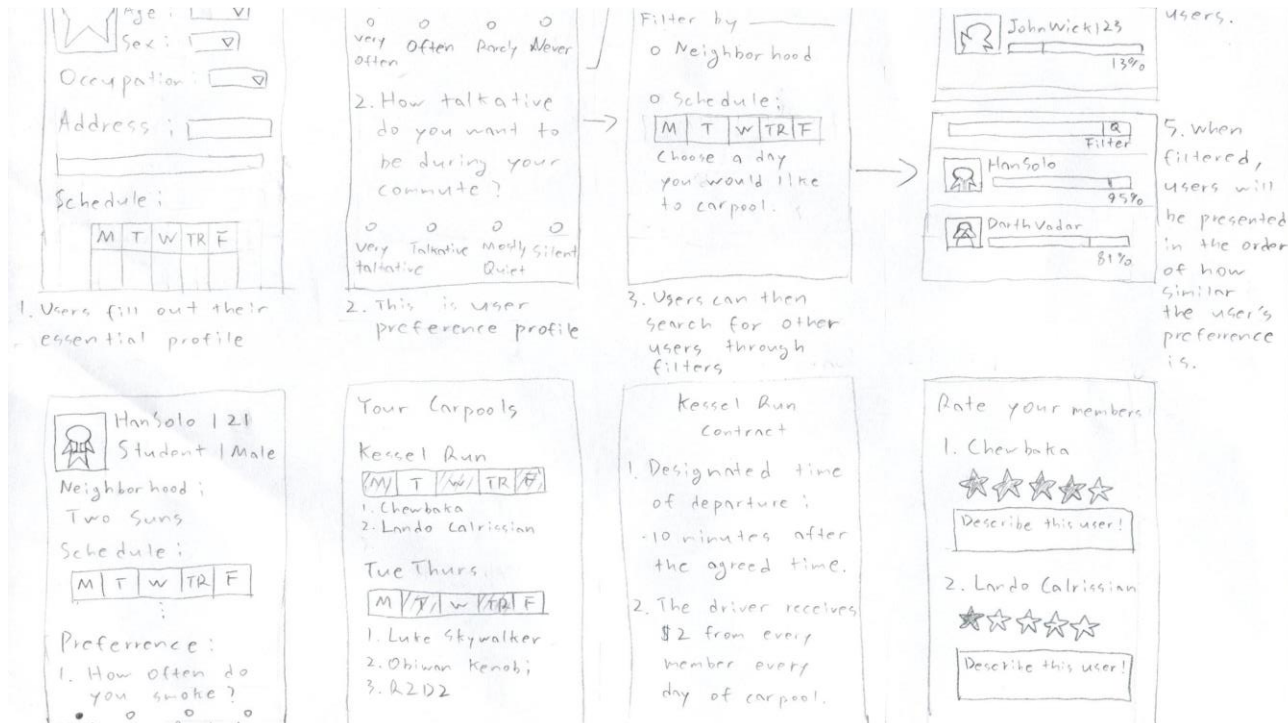 Age :
Sex :
Occupation :
Address :
Schedule :
M T W TR F
1. Users fill out their
essential profile
very
often
Often
Rarely
Never
2. How talkative
do you want to
be during your
commute ?
very
taltative
Talkative
Mostly
Quiet
Silent
2. This is user
preference profile
Filter by
o Neighborhood
o Schedule :
M T W TR F
Choose a day
you would like
to carpool.
3. Users can then
search for other
users through
filters
JohnWick123
13%
users.
Q
Filter
HanSolo
95%
DarthVadar
81%
5. When
filtered,
users will
be presented
in the order
of how
similar
the user's
preference
is.
HanSolo | 21
Student | Male
Neighborhood :
Two Suns
Schedule :
M T W TR F
Preferrence :
1. How often do
you smoke ?
Your Carpools
Kessel Run
M T W TR F
1. Chewbaka
2. Lando Calrissian
Tue Thurs
M T W TR F
1. Luke Skywalker
2. Obiwan Kenobi
3. R2D2
Kessel Run
Contract
1. Designated time
of departure :
-10 minutes after
the agreed time.
2. The driver receives
$2 from every
member every
day of carpool.
Rate your members
1. Chewbaka
Describe this user!
2. Lando Calrissian
Describe this user!